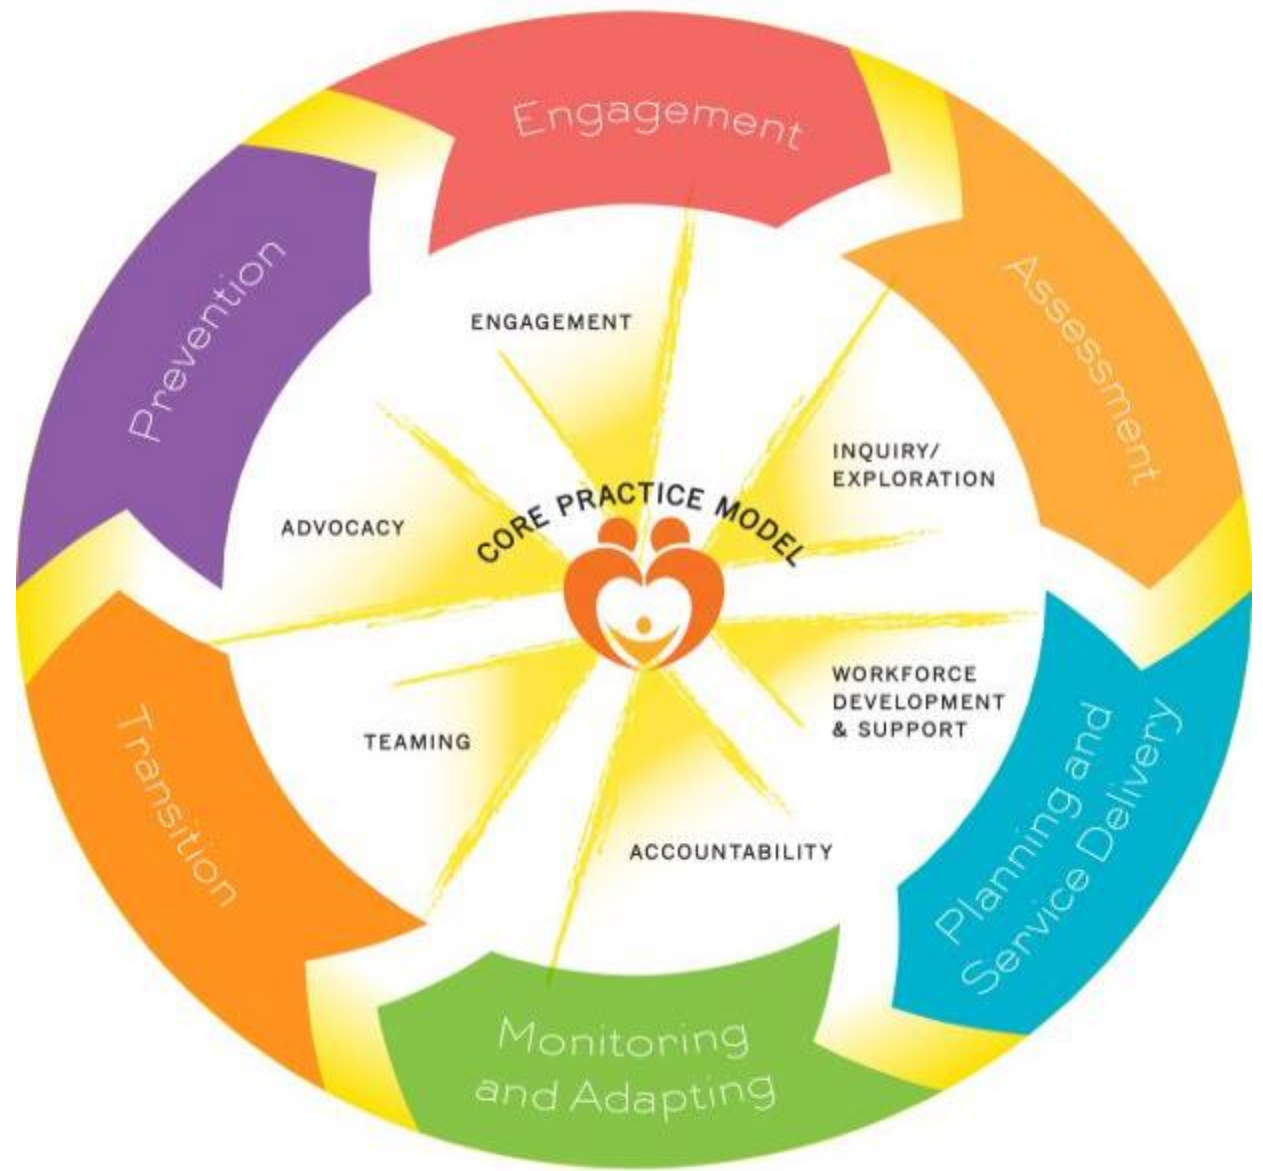 Engagement
Assessment
Planning and
Service Delivery
Monitoring
and Adapting
Transition
Prevention
CORE PRACTICE MODEL
ENGAGEMENT
INQUIRY/
EXPLORATION
WORKFORCE
DEVELOPMENT
& SUPPORT
ACCOUNTABILITY
TEAMING
ADVOCACY